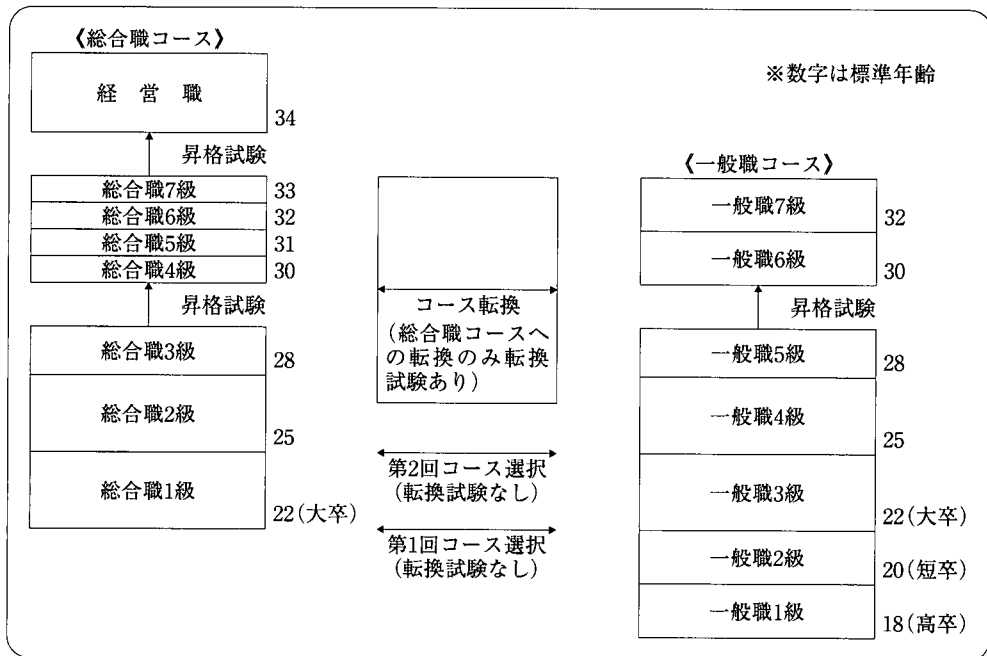 《総合職コース》
※数字は標準年齢
経 営 職
34
昇格試験
《一般職コース》
総合職7級
33
総合職6級
32
総合職5級
31
総合職4級
30
一般職7級
32
一般職6級
30
昇格試験
昇格試験
コース転換
(総合職コースへ
の転換のみ転換
試験あり)
総合職3級
28
総合職2級
25
総合職1級
22(大卒)
第2回コース選択
(転換試験なし)
第1回コース選択
(転換試験なし)
一般職5級
28
一般職4級
25
一般職3級
22(大卒)
一般職2級
20(短卒)
一般職1級
18(高卒)